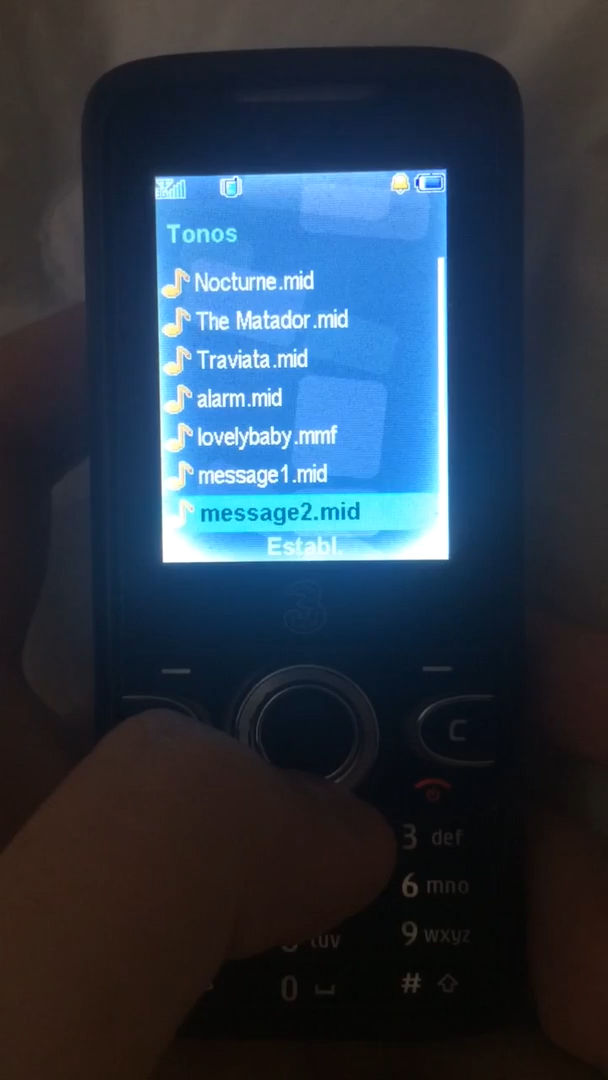 Tonos
Nocturne.mid
The Matador.mid
Traviata.mid
alarm.mid
lovelybaby.mmf
message1.mid
message2.mid
Establ.
3
C
3 def
6 mno
tuv
9 wxyz
0
#